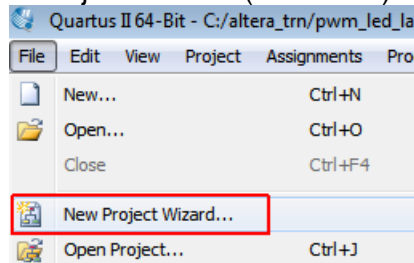 Quartus II 64-Bit - C:/altera_trn/pwm_led_la
File Edit View Project Assignments Pro
New... Ctrl+N
Open... Ctrl+O
Close Ctrl+F4
New Project Wizard...
Open Project... Ctrl+J